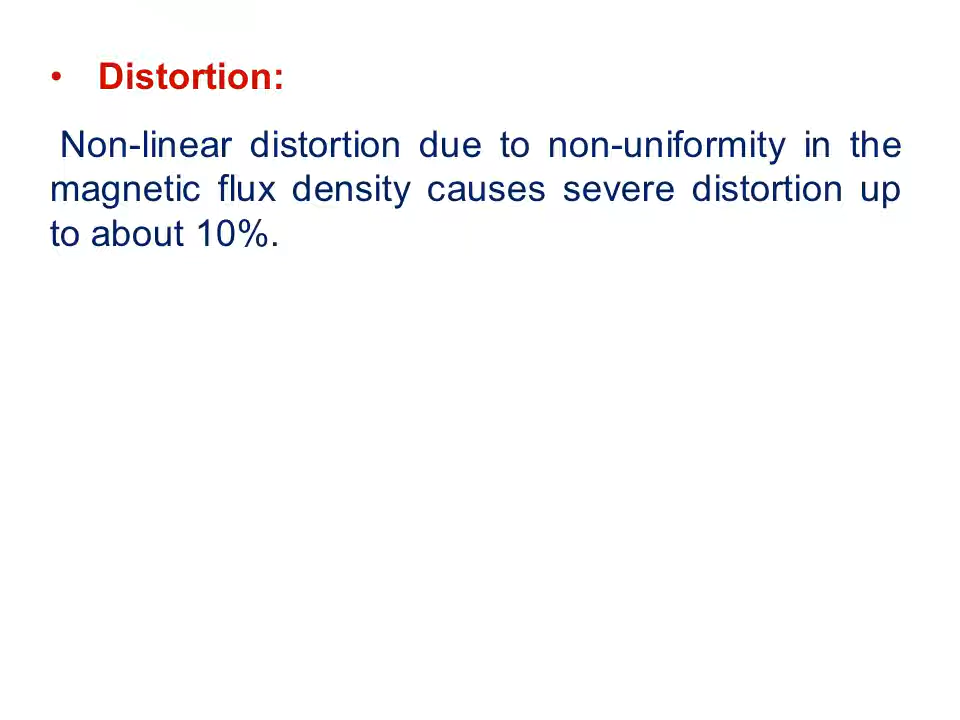 • Distortion:
Non-linear distortion due to non-uniformity in the
magnetic flux density causes severe distortion up
to about 10%.